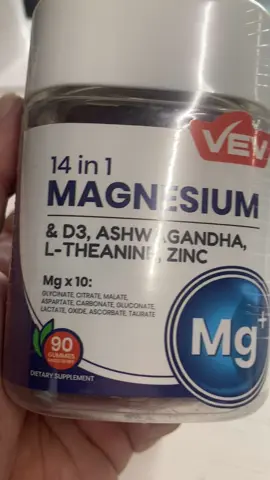 VEV
14 in 1
MAGNESIUM
& D3, ASHWAGANDHA,
L-THEANINE, ZINC
Mg x 10:
GLYCINATE, CITRATE, MALATE,
ASPARTATE, CARBONATE, GLUCONATE,
LACTATE, OXIDE, ASCORBATE, TAURATE
Mg+
90
GUMMIES
DIETARY SUPPLEMENT